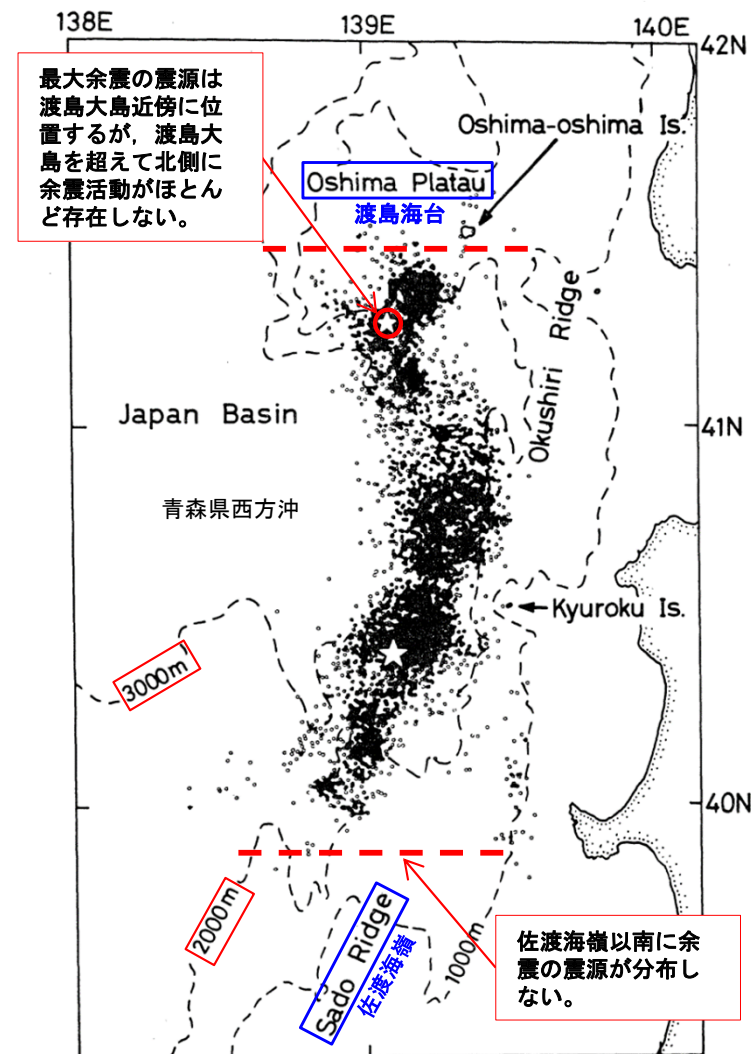 138E
139E
140E
42N
最大余震の震源は
渡島大島近傍に位
置するが，渡島大
島を超えて北側に
余震活動がほとん
ど存在しない。
Oshima-oshima Is.
Oshima Platau
渡島海台
Okushiri Ridge
Japan Basin
41N
青森県西方沖
Kyuroku Is.
3000m
40N
2000m
Sado Ridge
佐渡海嶺
1000m
佐渡海嶺以南に余
震の震源が分布し
ない。